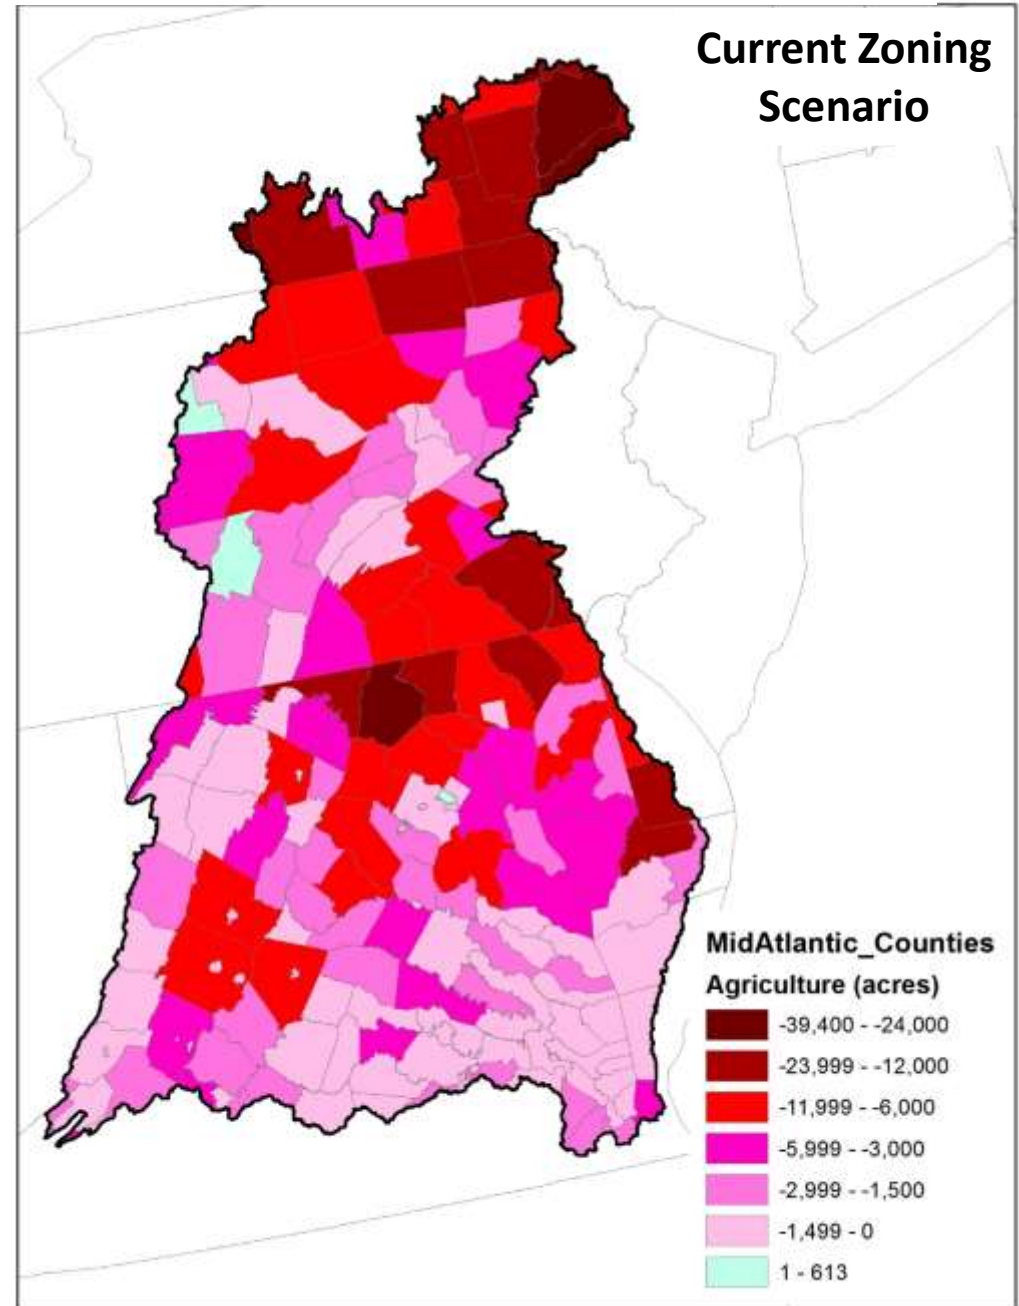 Current Zoning
Scenario
MidAtlantic_Counties
Agriculture (acres)
-39,400 - -24,000
-23,999 - -12,000
-11,999 - -6,000
-5,999 - -3,000
-2,999 - -1,500
-1,499 - 0
1 - 613